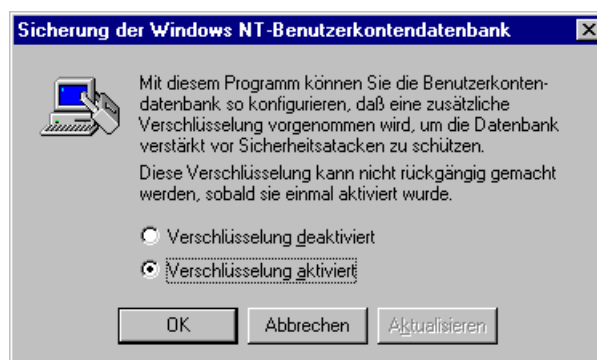 Sicherung der Windows NT-Benutzerkontendatenbank
Mit diesem Programm können Sie die Benutzerkonten-
datenbank so konfigurieren, daß eine zusätzliche
Verschlüsselung vorgenommen wird, um die Datenbank
verstärkt vor Sicherheitsatacken zu schützen.
Diese Verschlüsselung kann nicht rückgängig gemacht
werden, sobald sie einmal aktiviert wurde.
Verschlüsselung deaktiviert
Verschlüsselung aktiviert
OK Abbrechen Aktualisieren